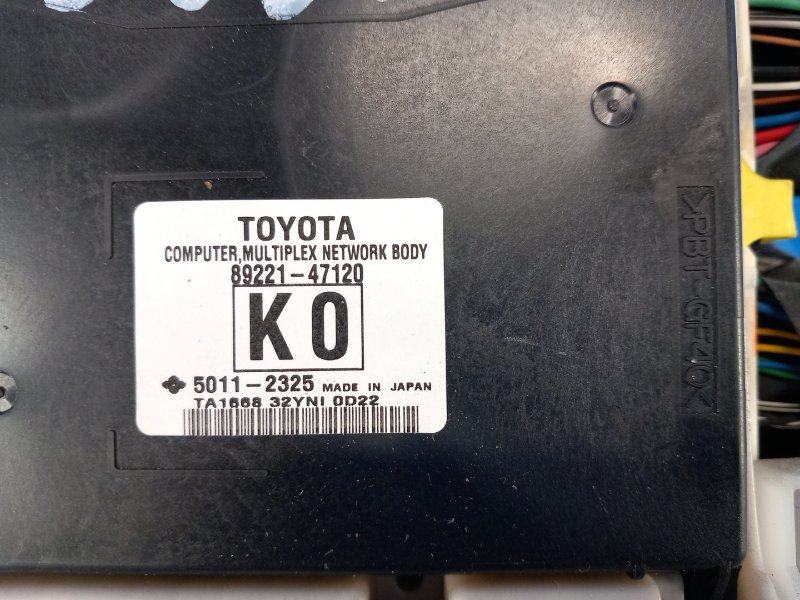 TOYOTA
COMPUTER,MULTIPLEX NETWORK BODY
89221-47120
K0
5011-2325 MADE IN JAPAN
TA1668 32YNI 0D22
>PBT-GF40<